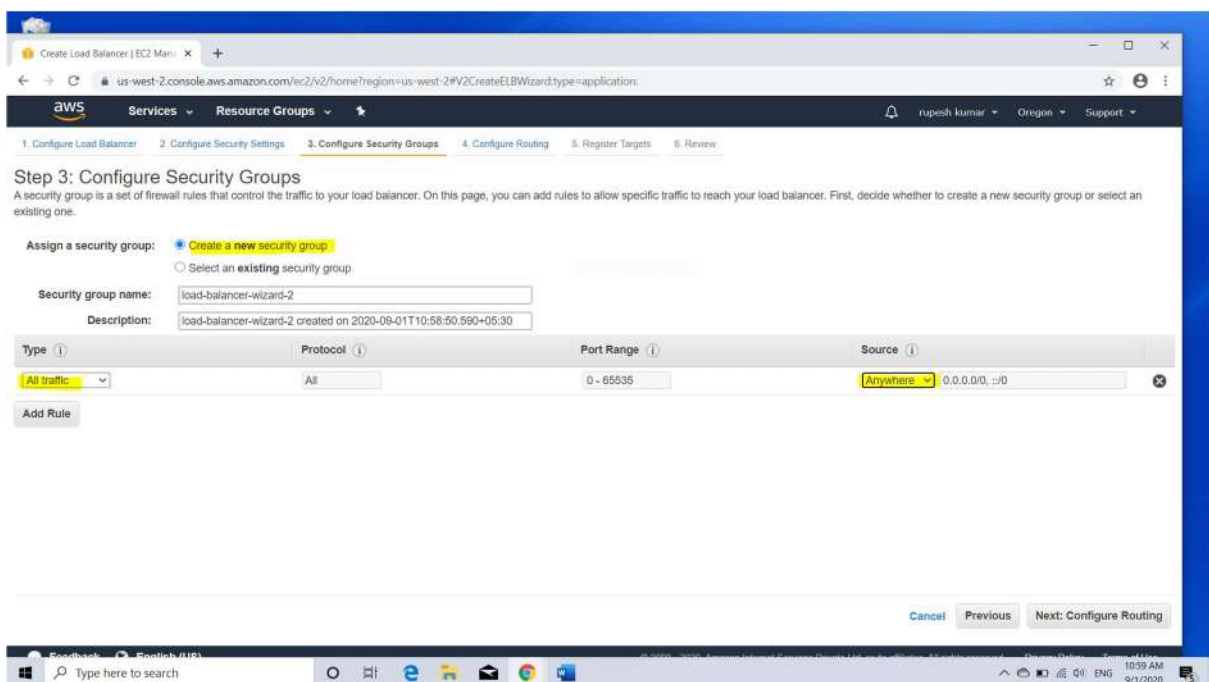 Create Load Balancer | EC2 Man
us-west-2.console.aws.amazon.com/ec2/v2/home?region=us-west-2#V2CreateELBWizard:type=application:
aws Services Resource Groups rupesh kumar Oregon Support
1. Configure Load Balancer 2. Configure Security Settings 3. Configure Security Groups 4. Configure Routing 5. Register Targets 6. Review
Step 3: Configure Security Groups
A security group is a set of firewall rules that control the traffic to your load balancer. On this page, you can add rules to allow specific traffic to reach your load balancer. First, decide whether to create a new security group or select an
existing one.
Assign a security group: Create a new security group
Select an existing security group
Security group name: load-balancer-wizard-2
Description: load-balancer-wizard-2 created on 2020-09-01T10:58:50.590+05:30
Type Protocol Port Range Source
All traffic All 0 - 65535 Anywhere 0.0.0.0/0, ::/0
Add Rule
Cancel Previous Next: Configure Routing
Feedback English (US)
Type here to search ENG 10:59 AM
9/1/2020